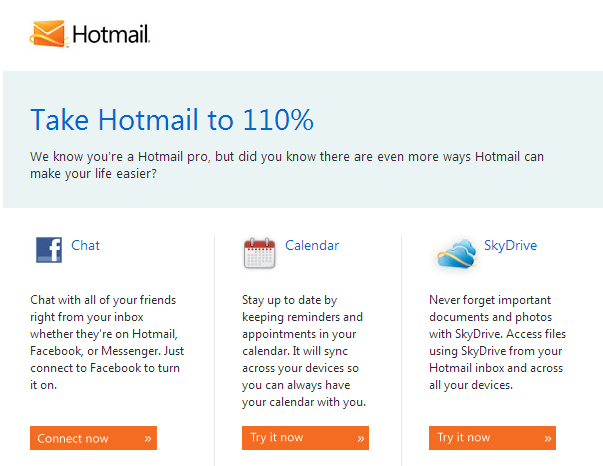 Hotmail
Take Hotmail to 110%
We know you're a Hotmail pro, but did you know there are even more ways Hotmail can
make your life easier?
Chat
Chat with all of your friends
right from your inbox
whether they're on Hotmail,
Facebook, or Messenger. Just
connect to Facebook to turn
it on.
Connect now »
Calendar
Stay up to date by
keeping reminders and
appointments in your
calendar. It will sync
across your devices so
you can always have
your calendar with you.
Try it now »
SkyDrive
Never forget important
documents and photos
with SkyDrive. Access files
using SkyDrive from your
Hotmail inbox and across
all your devices.
Try it now »